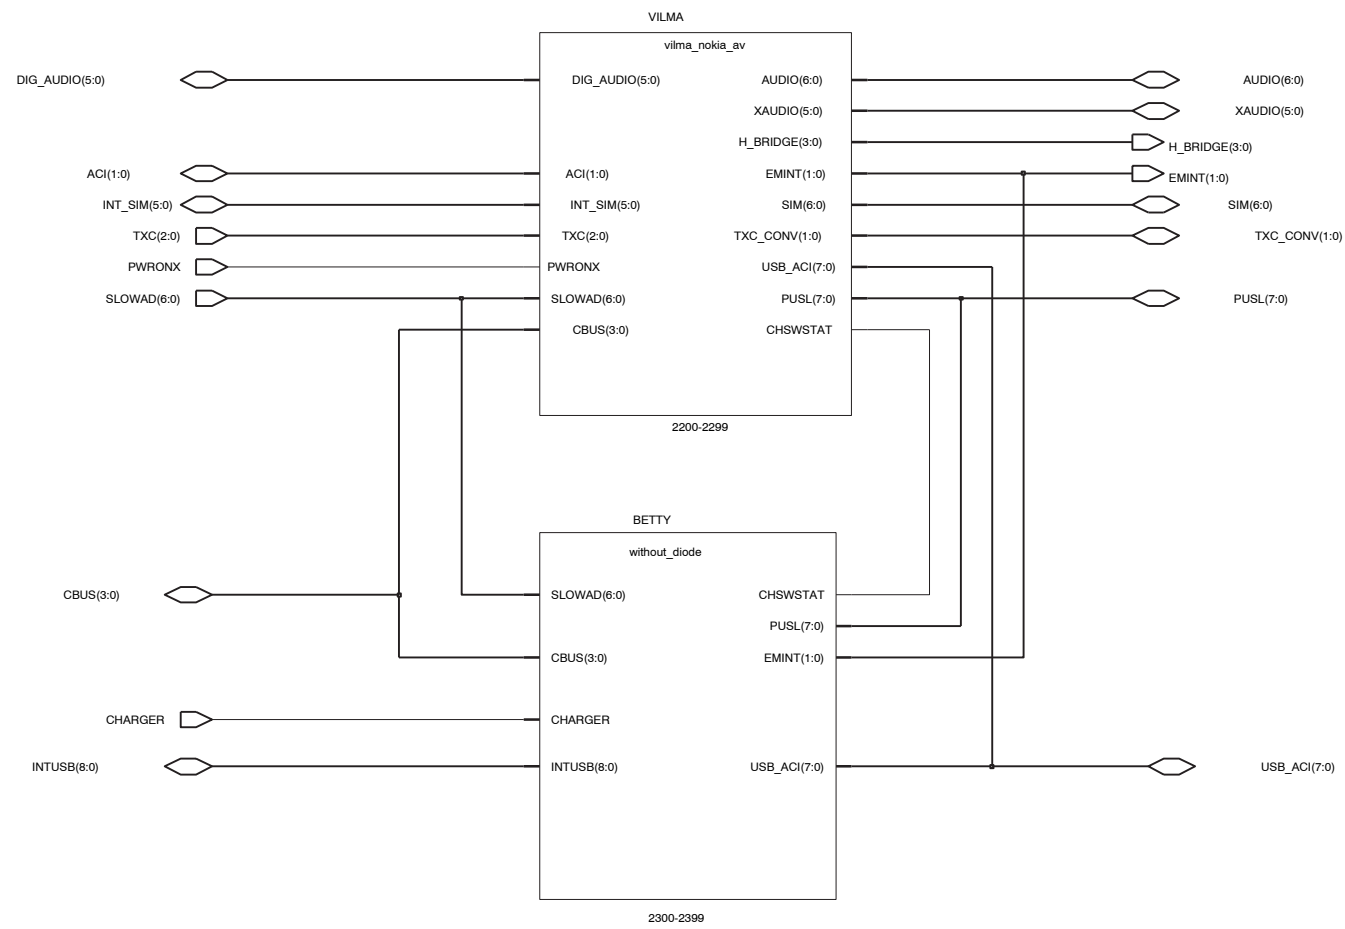 VILMA
vilma_nokia_av
DIG_AUDIO(5:0) DIG_AUDIO(5:0) AUDIO(6:0) AUDIO(6:0)
XAUDIO(5:0) XAUDIO(5:0)
H_BRIDGE(3:0) H_BRIDGE(3:0)
ACI(1:0) ACI(1:0) EMINT(1:0) EMINT(1:0)
INT_SIM(5:0) INT_SIM(5:0) SIM(6:0) SIM(6:0)
TXC(2:0) TXC(2:0) TXC_CONV(1:0) TXC_CONV(1:0)
PWRONX PWRONX USB_ACI(7:0)
SLOWAD(6:0) SLOWAD(6:0) PUSL(7:0) PUSL(7:0)
CBUS(3:0) CHSWSTAT
2200-2299
BETTY
without_diode
CBUS(3:0) SLOWAD(6:0) CHSWSTAT
PUSL(7:0)
CBUS(3:0) EMINT(1:0)
CHARGER CHARGER
INTUSB(8:0) INTUSB(8:0) USB_ACI(7:0) USB_ACI(7:0)
2300-2399